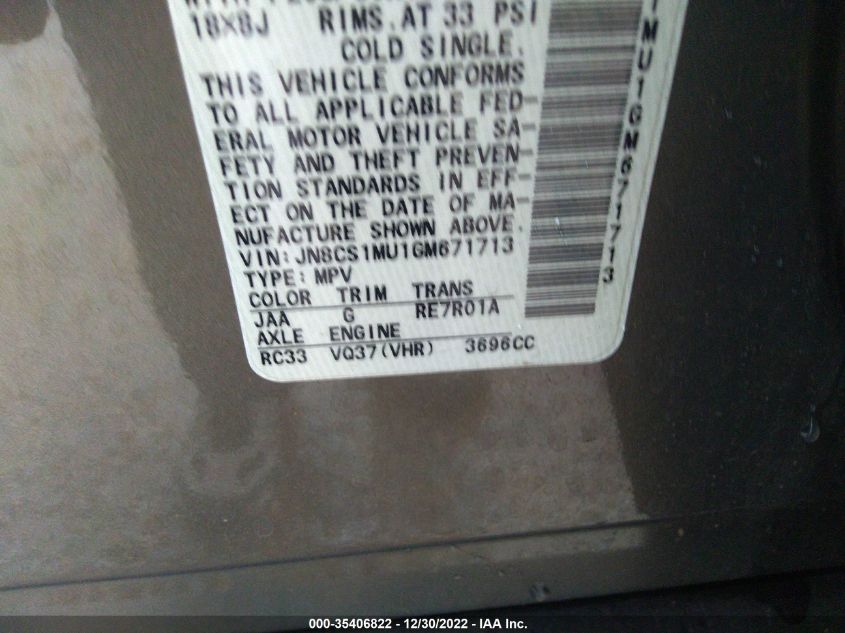 18X8J RIMS.AT 33 PSI
COLD SINGLE.
THIS VEHICLE CONFORMS
TO ALL APPLICABLE FED-
ERAL MOTOR VEHICLE SA-
FETY AND THEFT PREVEN-
TION STANDARDS IN EFF-
ECT ON THE DATE OF MA-
NUFACTURE SHOWN ABOVE.
VIN: JN8CS1MU1GM671713
TYPE: MPV
COLOR TRIM TRANS
JAA G RE7R01A
AXLE ENGINE
RC33 VQ37(VHR) 3696CC
1MU1GM671713
000-35406822 - 12/30/2022 - IAA Inc.